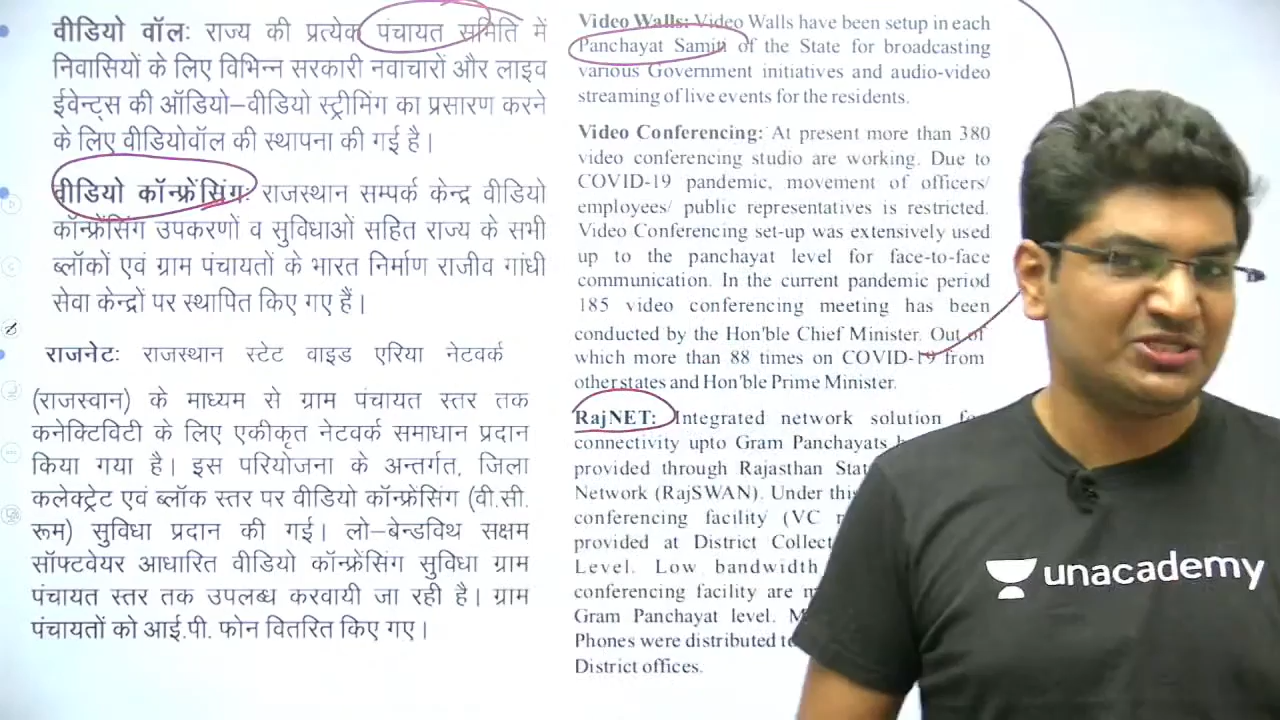 वीडियो वॉलः राज्य की प्रत्येक पंचायत समिति में
निवासियों के लिए विभिन्न सरकारी नवाचारों और लाइव
ईवेन्ट्स की ऑडियो–वीडियो स्ट्रीमिंग का प्रसारण करने
के लिए वीडियोवॉल की स्थापना की गई है।
वीडियो कॉन्फ्रेंसिंगः राजस्थान सम्पर्क केन्द्र वीडियो
कॉन्फ्रेंसिंग उपकरणों व सुविधाओं सहित राज्य के सभी
ब्लॉकों एवं ग्राम पंचायतों के भारत निर्माण राजीव गांधी
सेवा केन्द्रों पर स्थापित किए गए हैं।
राजनेटः राजस्थान स्टेट वाइड एरिया नेटवर्क
(राजस्वान) के माध्यम से ग्राम पंचायत स्तर तक
कनेक्टिविटी के लिए एकीकृत नेटवर्क समाधान प्रदान
किया गया है। इस परियोजना के अन्तर्गत, जिला
कलेक्ट्रेट एवं ब्लॉक स्तर पर वीडियो कॉन्फ्रेंसिंग (वी.सी.
रूम) सुविधा प्रदान की गई। लो–बेन्डविथ सक्षम
सॉफ्टवेयर आधारित वीडियो कॉन्फ्रेंसिंग सुविधा ग्राम
पंचायत स्तर तक उपलब्ध करवायी जा रही है। ग्राम
पंचायतों को आई.पी. फोन वितरित किए गए।
Video Walls: Video Walls have been setup in each
Panchayat Samiti of the State for broadcasting
various Government initiatives and audio-video
streaming of live events for the residents.
Video Conferencing: At present more than 380
video conferencing studio are working. Due to
COVID-19 pandemic, movement of officers/
employees/ public representatives is restricted.
Video Conferencing set-up was extensively used
up to the panchayat level for face-to-face
communication. In the current pandemic period
185 video conferencing meeting has been
conducted by the Hon'ble Chief Minister. Out of
which more than 88 times on COVID-19 from
other states and Hon'ble Prime Minister.
RajNET: Integrated network solution
connectivity upto Gram Panchayats
provided through Rajasthan
Network (RajSWAN). Under
conferencing facility (VC
provided at District
Level. Low bandwidth
conferencing facility are
Gram Panchayat level.
Phones were distributed
District offices.
unacademy